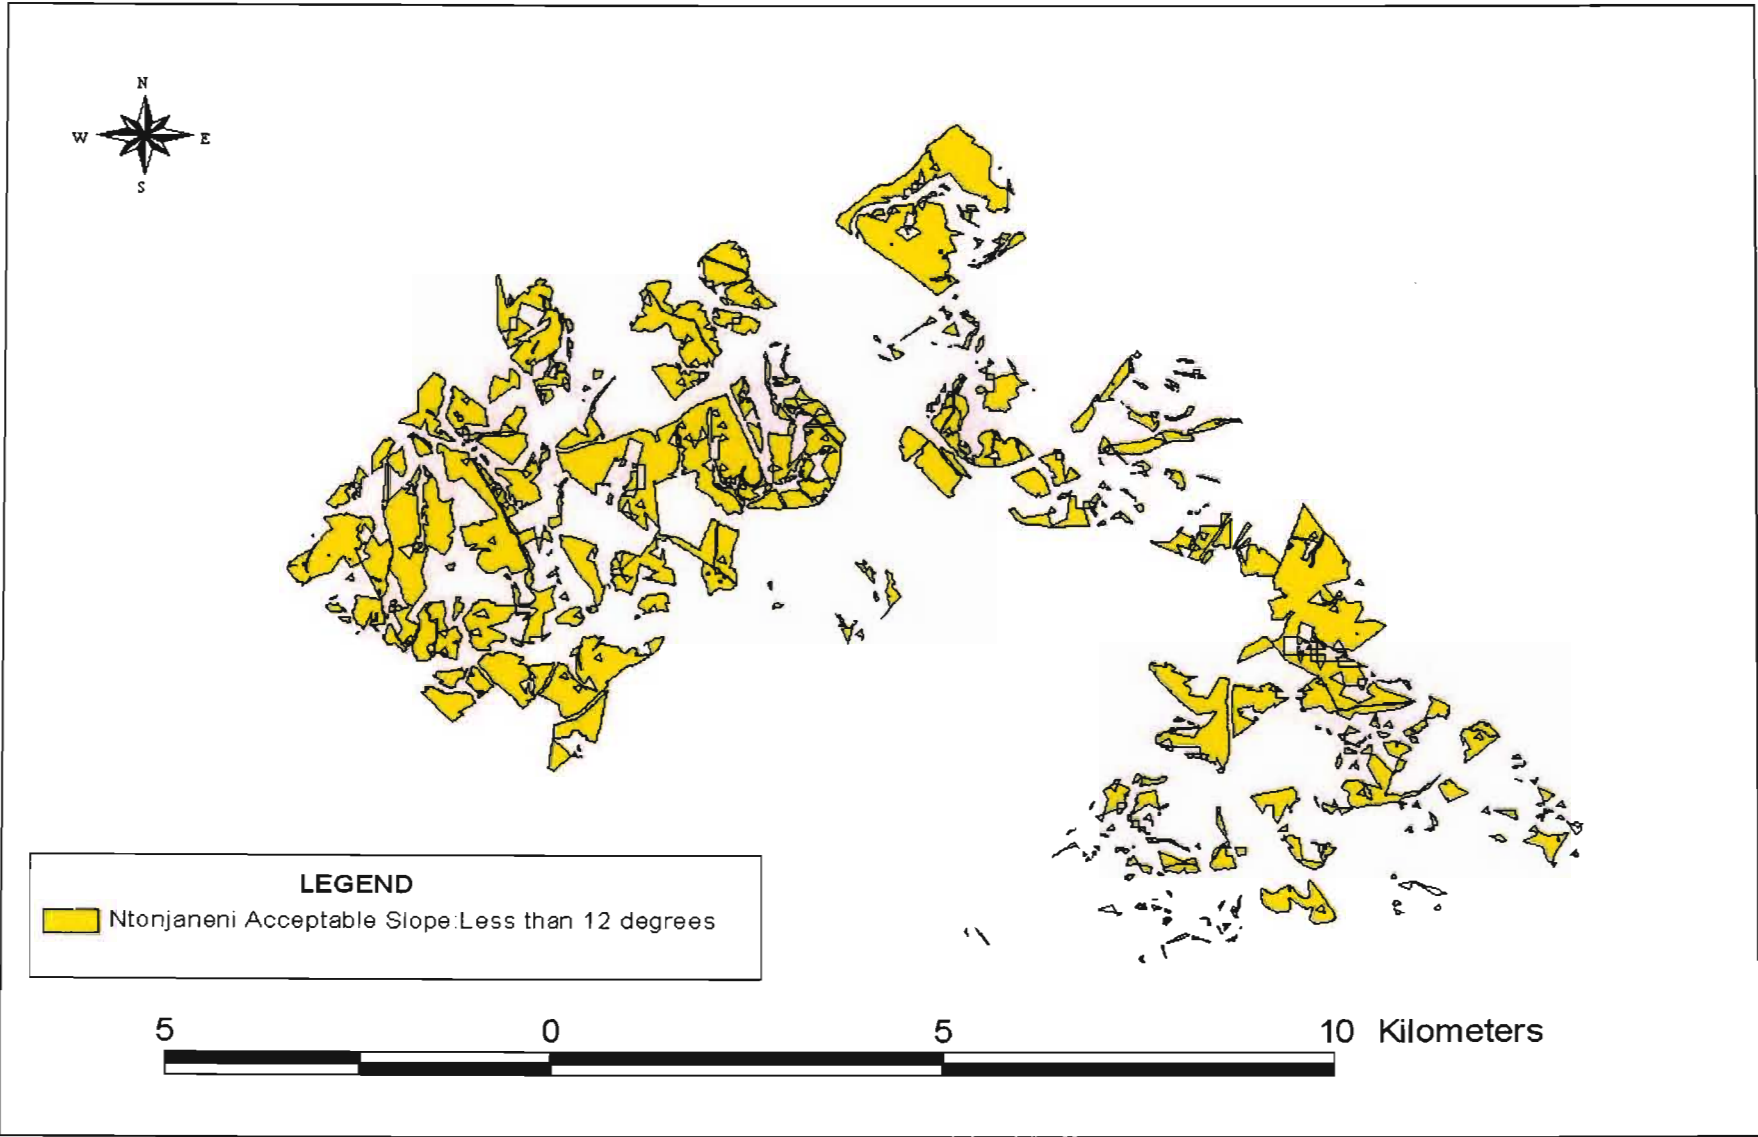 N
W E
S
LEGEND
Ntonjaneni Acceptable Slope:Less than 12 degrees
5 0 5 10 Kilometers